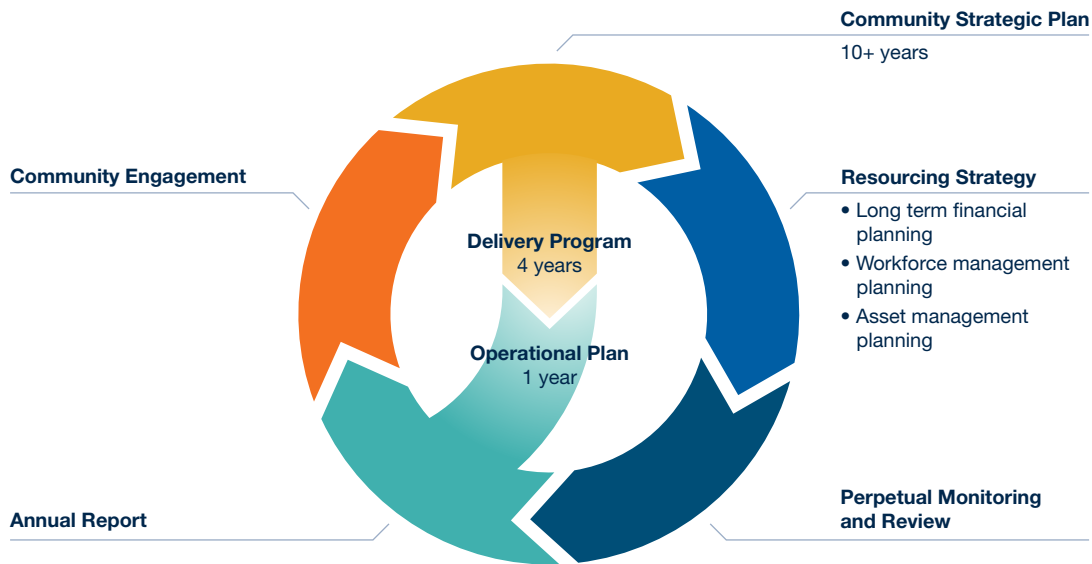 Community Strategic Plan
10+ years
Community Engagement
Resourcing Strategy
• Long term financial
planning
• Workforce management
planning
• Asset management
planning
Delivery Program
4 years
Operational Plan
1 year
Annual Report
Perpetual Monitoring
and Review